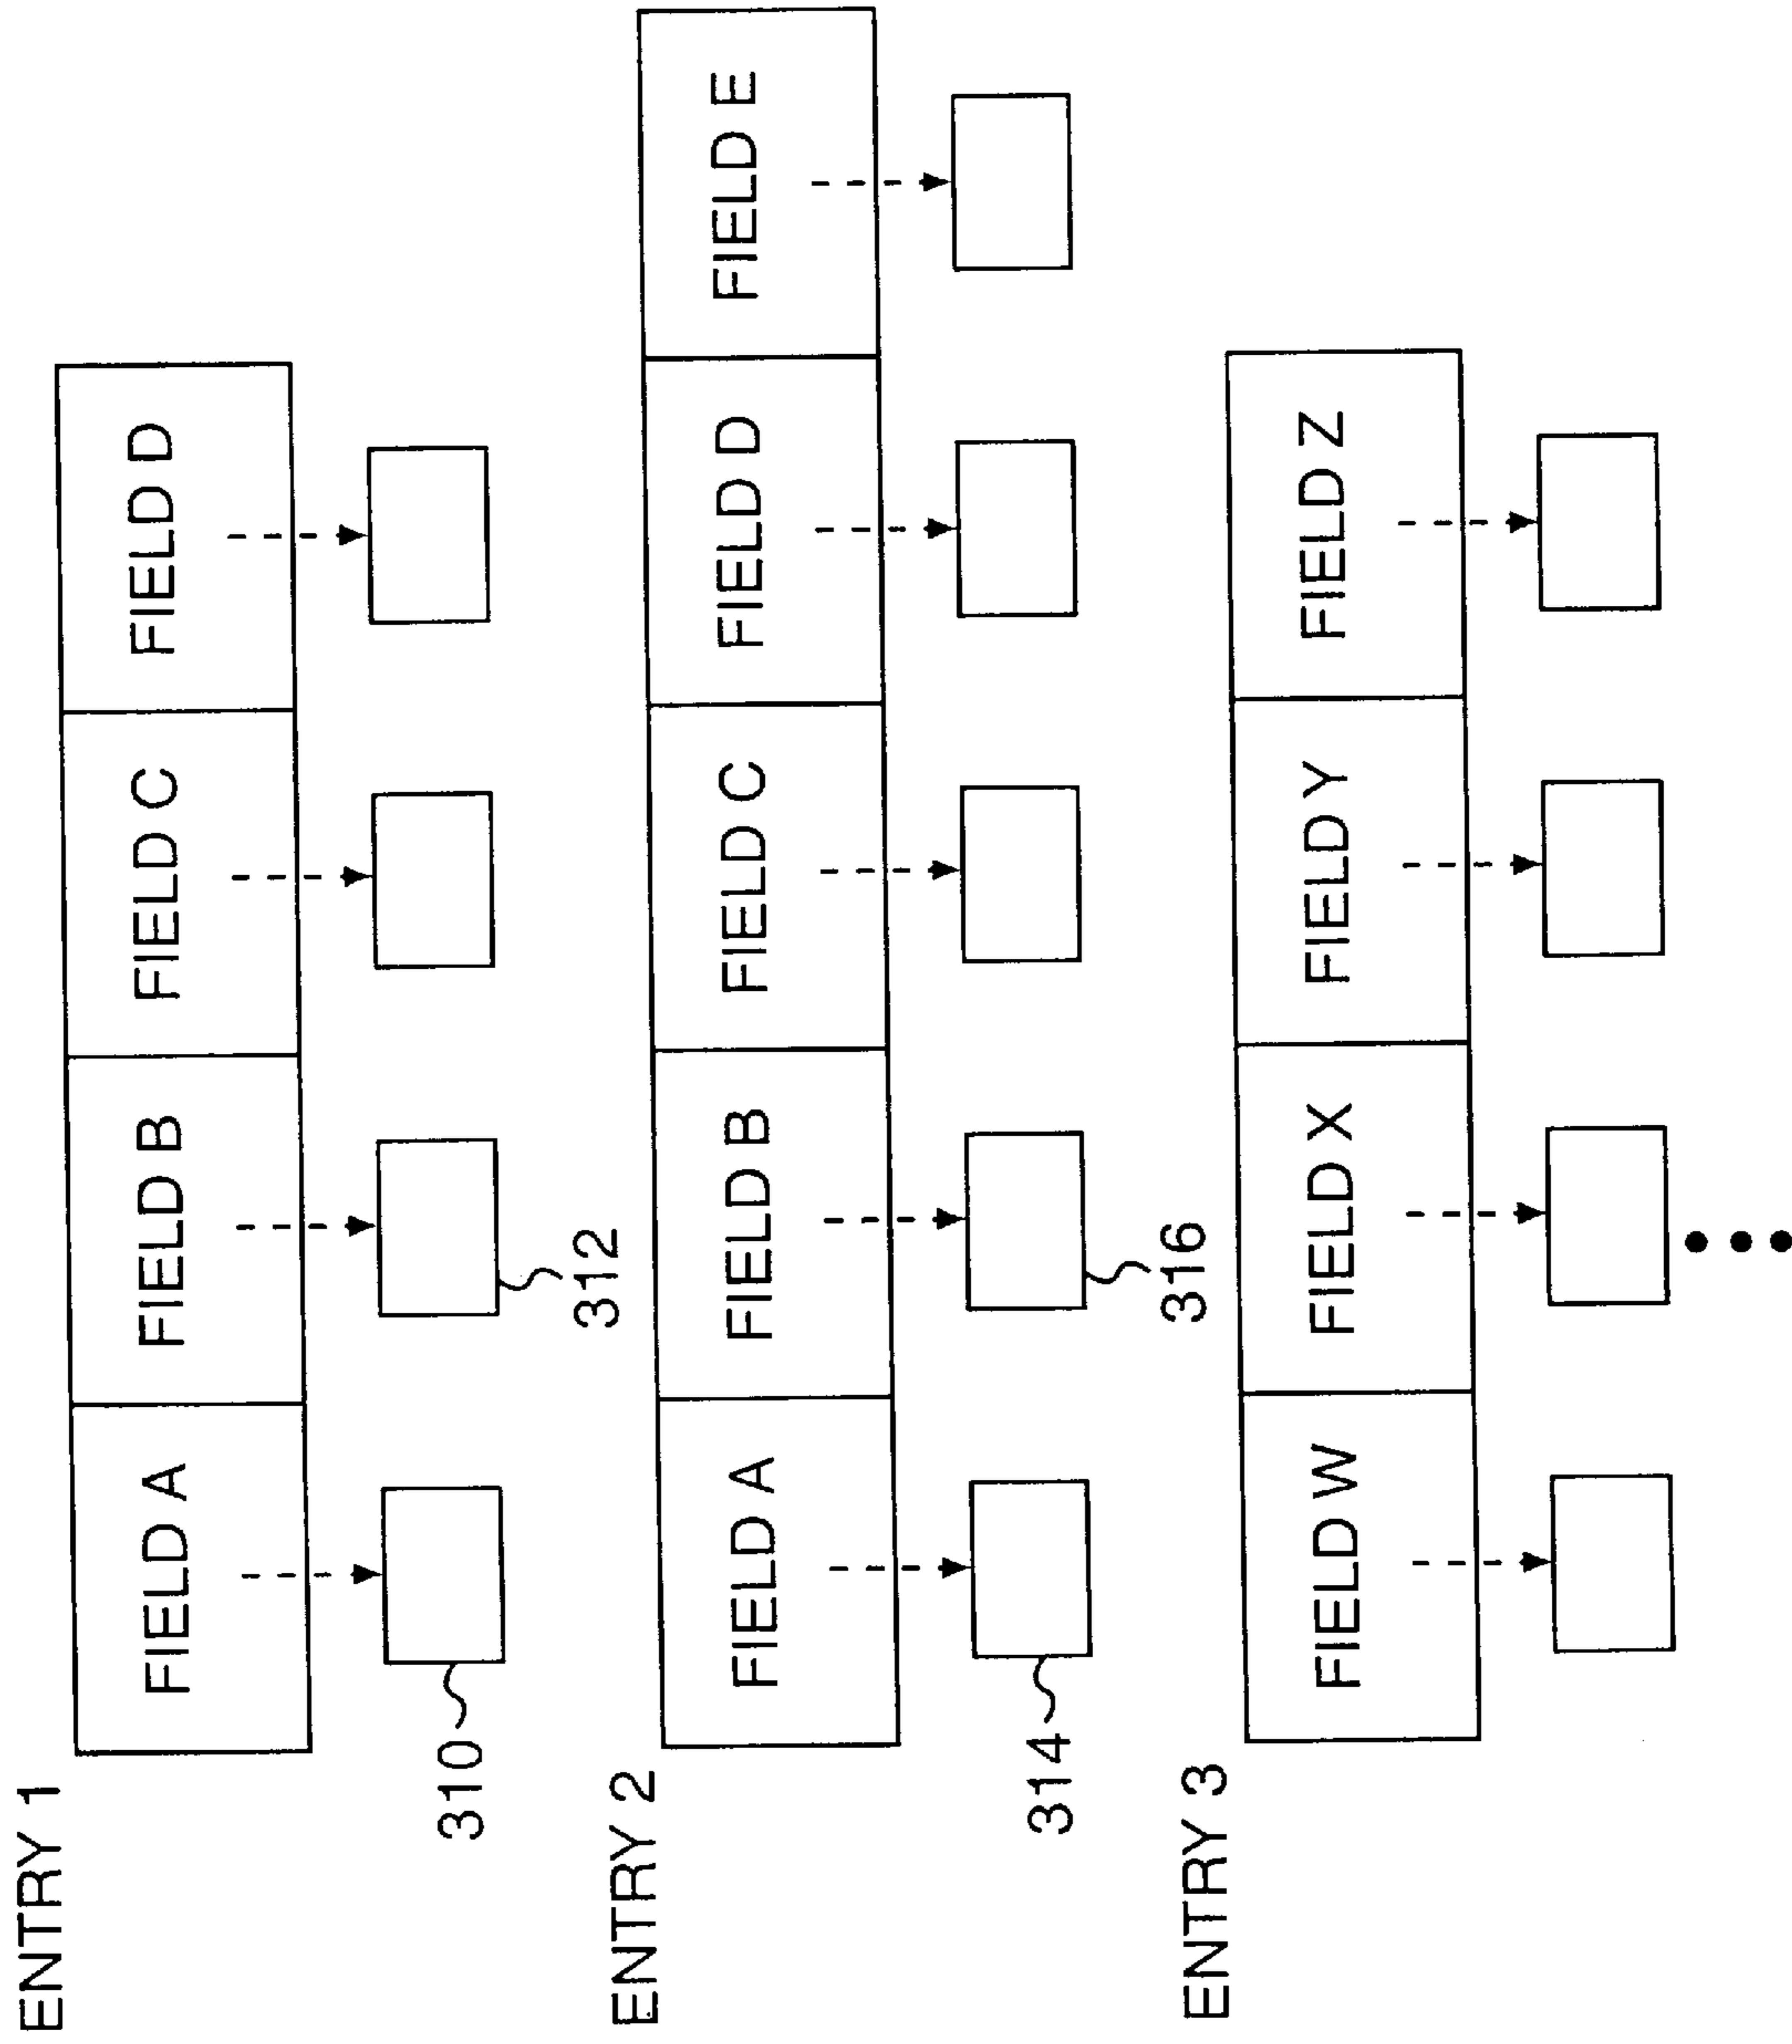 ENTRY 1
FIELD A FIELD B FIELD C FIELD D
310
312
ENTRY 2
FIELD A FIELD B FIELD C FIELD D FIELD E
314
316
ENTRY 3
FIELD W FIELD X FIELD Y FIELD Z